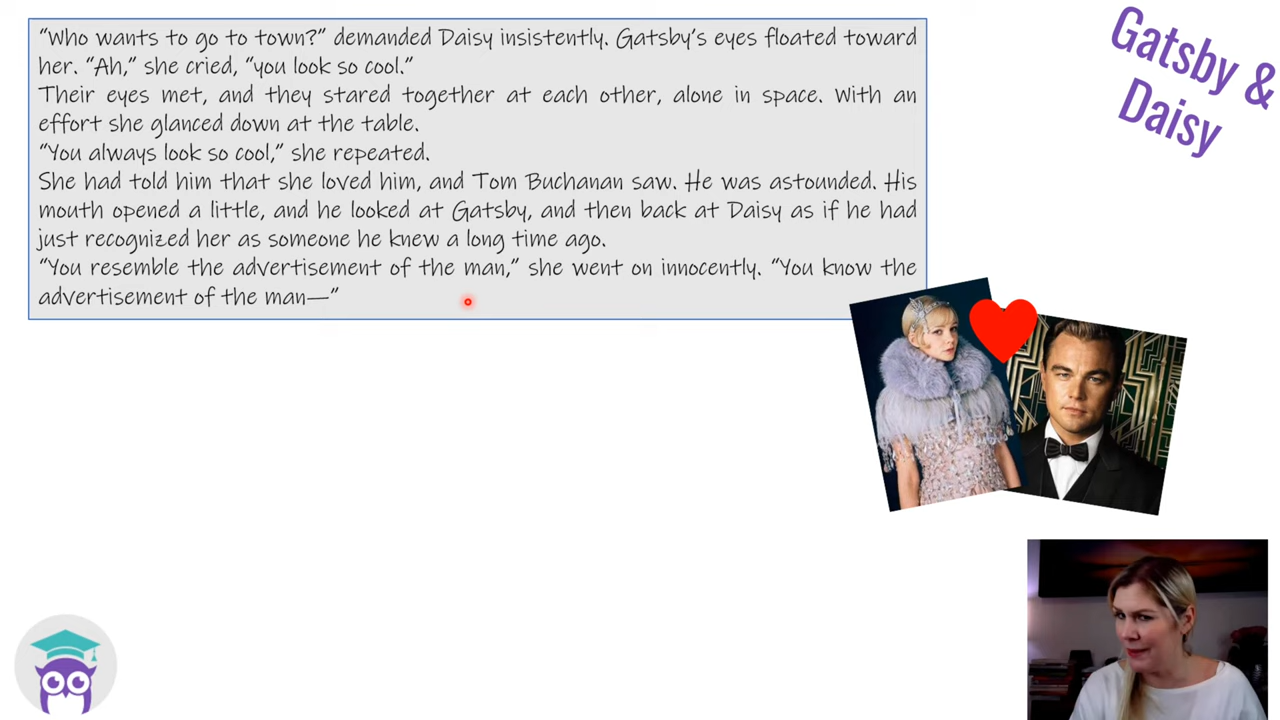 “Who wants to go to town?” demanded Daisy insistently. Gatsby’s eyes floated toward
her. “Ah,” she cried, “you look so cool.”
Their eyes met, and they stared together at each other, alone in space. With an
effort she glanced down at the table.
“You always look so cool,” she repeated.
She had told him that she loved him, and Tom Buchanan saw. He was astounded. His
mouth opened a little, and he looked at Gatsby, and then back at Daisy as if he had
just recognized her as someone he knew a long time ago.
“You resemble the advertisement of the man,” she went on innocently. “You know the
advertisement of the man—”
Gatsby &
Daisy